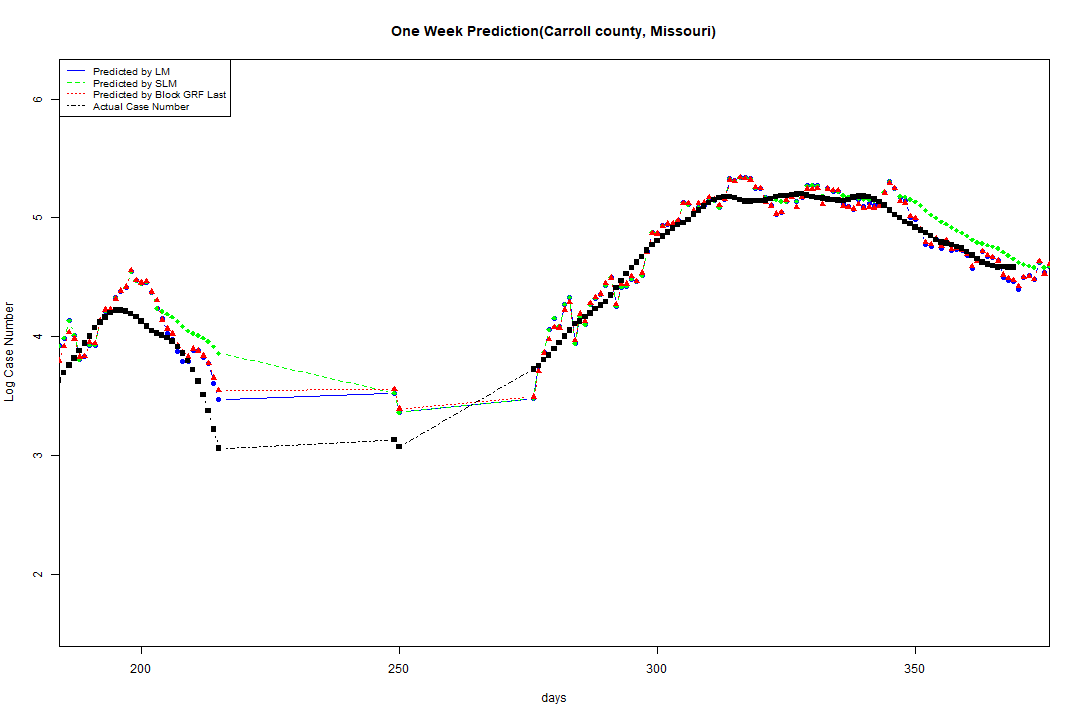 One Week Prediction(Carroll county, Missouri)
Predicted by LM
Predicted by SLM
Predicted by Block GRF Last
Actual Case Number
6
5
4
3
2
Log Case Number
200 250 300 350
days